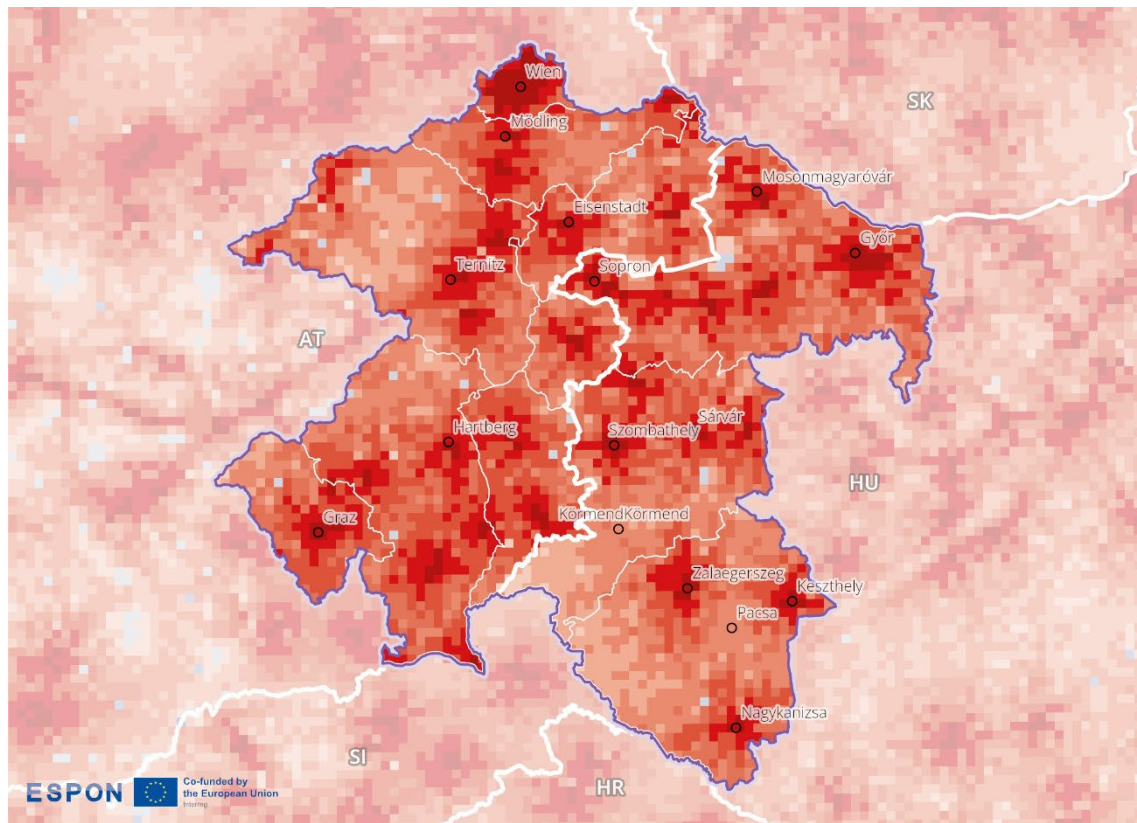 Wien
SK
Mödling
Mosonmagyaróvár
Eisenstadt
Győr
Ternitz
Sopron
AT
Hartberg
Sárvár
Szombathely
HU
Graz
KörmendKörmend
Zalaegerszeg
Keszthely
Pacsa
Nagykanizsa
SI
HR
ESPON
Co-funded by
the European Union
Interreg